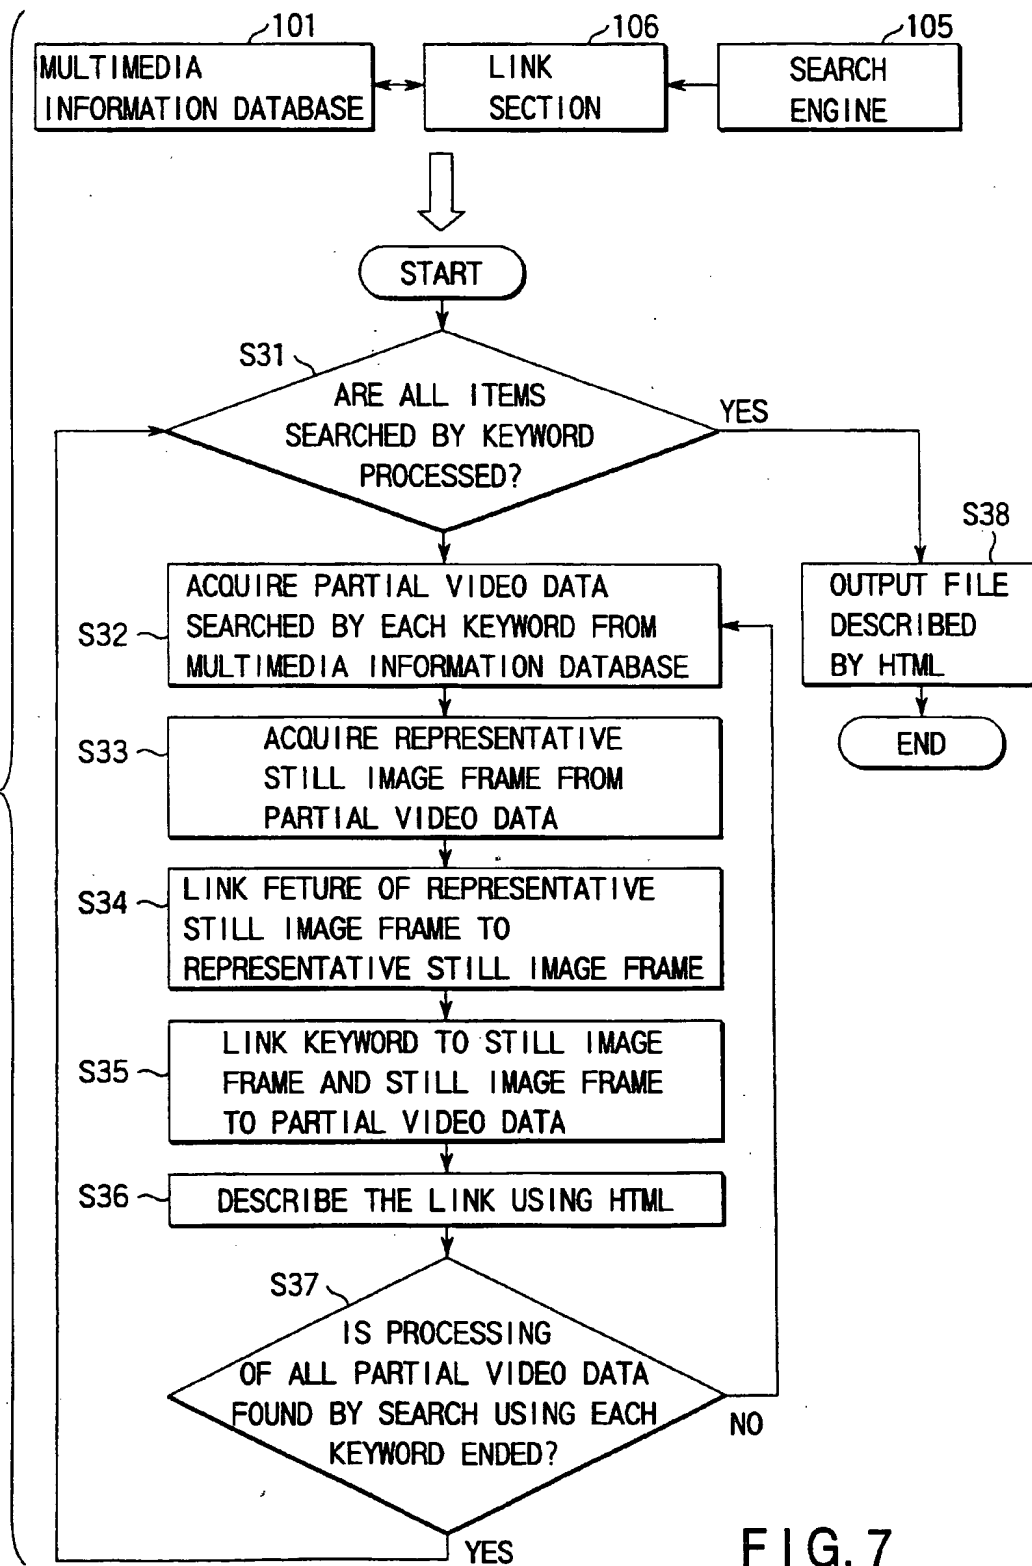 101
106
105
MULTIMEDIA
INFORMATION DATABASE
LINK
SECTION
SEARCH
ENGINE
START
S31
ARE ALL ITEMS
SEARCHED BY KEYWORD
PROCESSED?
YES
S38
OUTPUT FILE
DESCRIBED
BY HTML
END
S32
ACQUIRE PARTIAL VIDEO DATA
SEARCHED BY EACH KEYWORD FROM
MULTIMEDIA INFORMATION DATABASE
S33
ACQUIRE REPRESENTATIVE
STILL IMAGE FRAME FROM
PARTIAL VIDEO DATA
S34
LINK FETURE OF REPRESENTATIVE
STILL IMAGE FRAME TO
REPRESENTATIVE STILL IMAGE FRAME
S35
LINK KEYWORD TO STILL IMAGE
FRAME AND STILL IMAGE FRAME
TO PARTIAL VIDEO DATA
S36
DESCRIBE THE LINK USING HTML
S37
IS PROCESSING
OF ALL PARTIAL VIDEO DATA
FOUND BY SEARCH USING EACH
KEYWORD ENDED?
NO
YES
FIG. 7